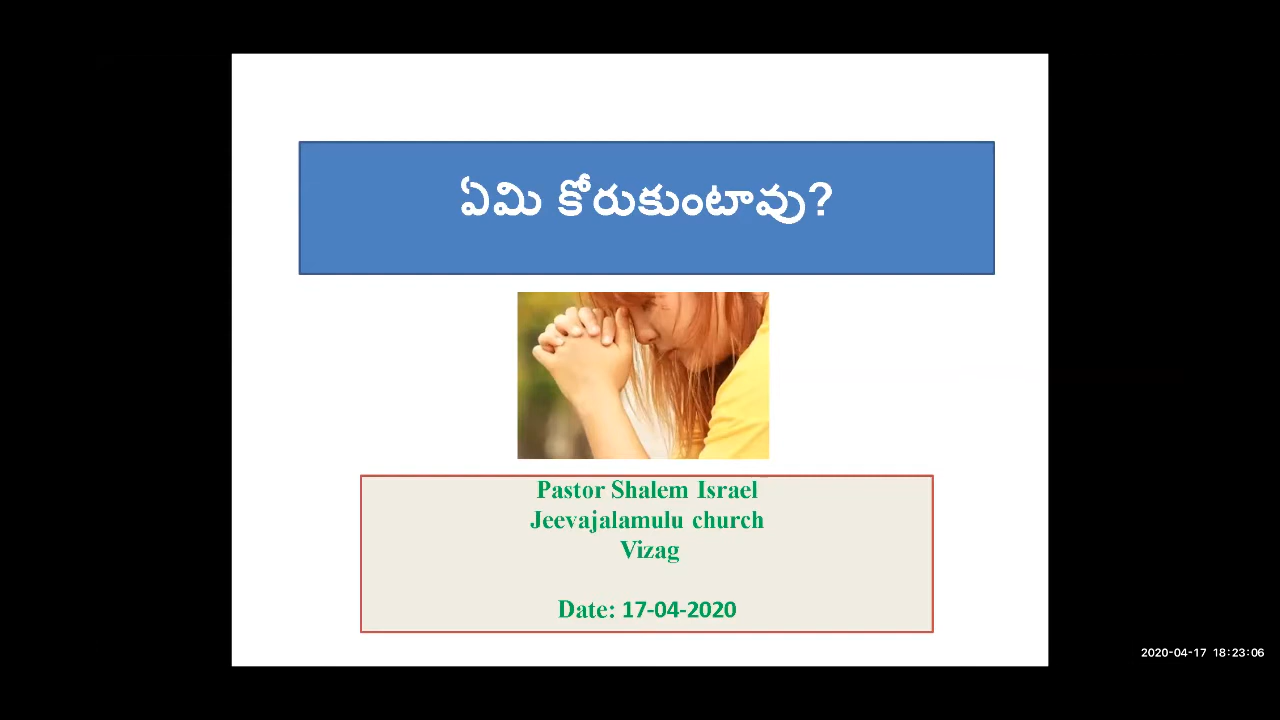 ఏమి కోరుకుంటావు?
Pastor Shalem Israel
Jeevajalamulu church
Vizag
Date: 17-04-2020
2020-04-17 18:23:06